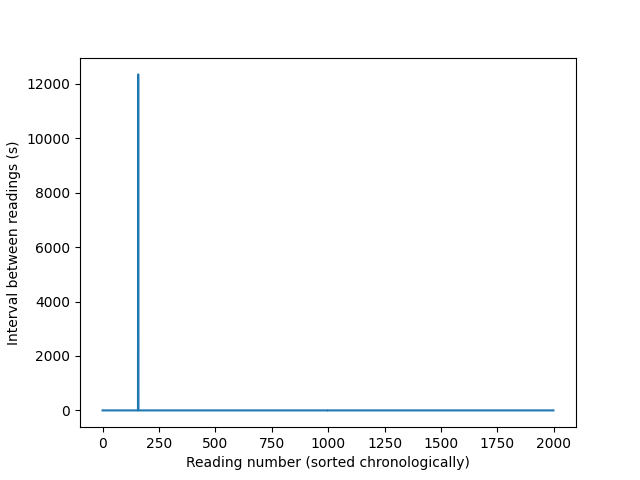 Interval between readings (s)
12000
10000
8000
6000
4000
2000
0
0 250 500 750 1000 1250 1500 1750 2000
Reading number (sorted chronologically)